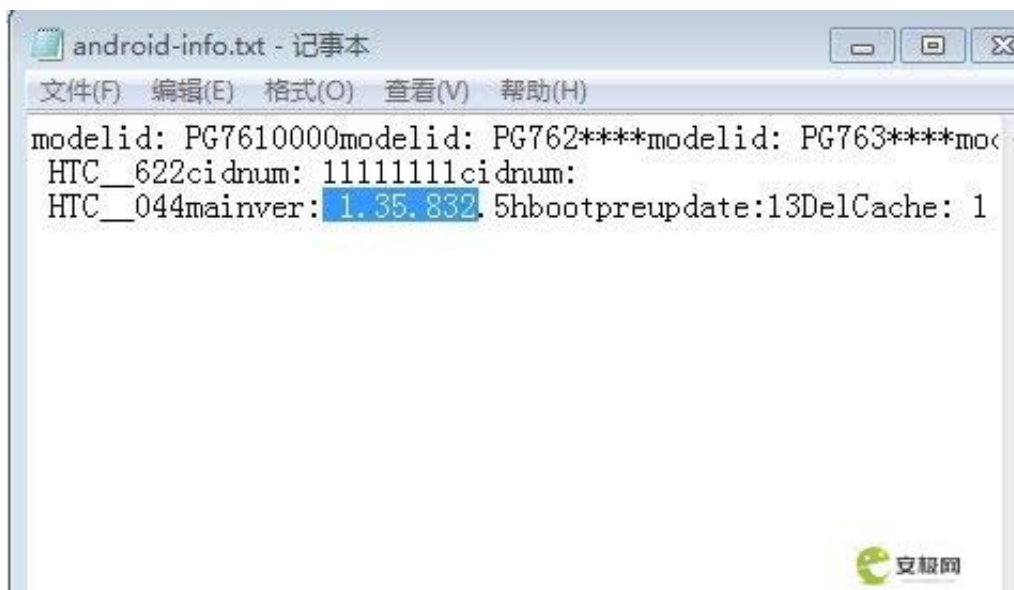 android-info.txt - 记事本
文件(F) 编辑(E) 格式(O) 查看(V) 帮助(H)
modelid: PG7610000modelid: PG762****modelid: PG763****mo
HTC__622cidnum: 11111111cidnum:
HTC__044mainver: 1.35.832.5hbootpreupdate:13DelCache: 1
安极网